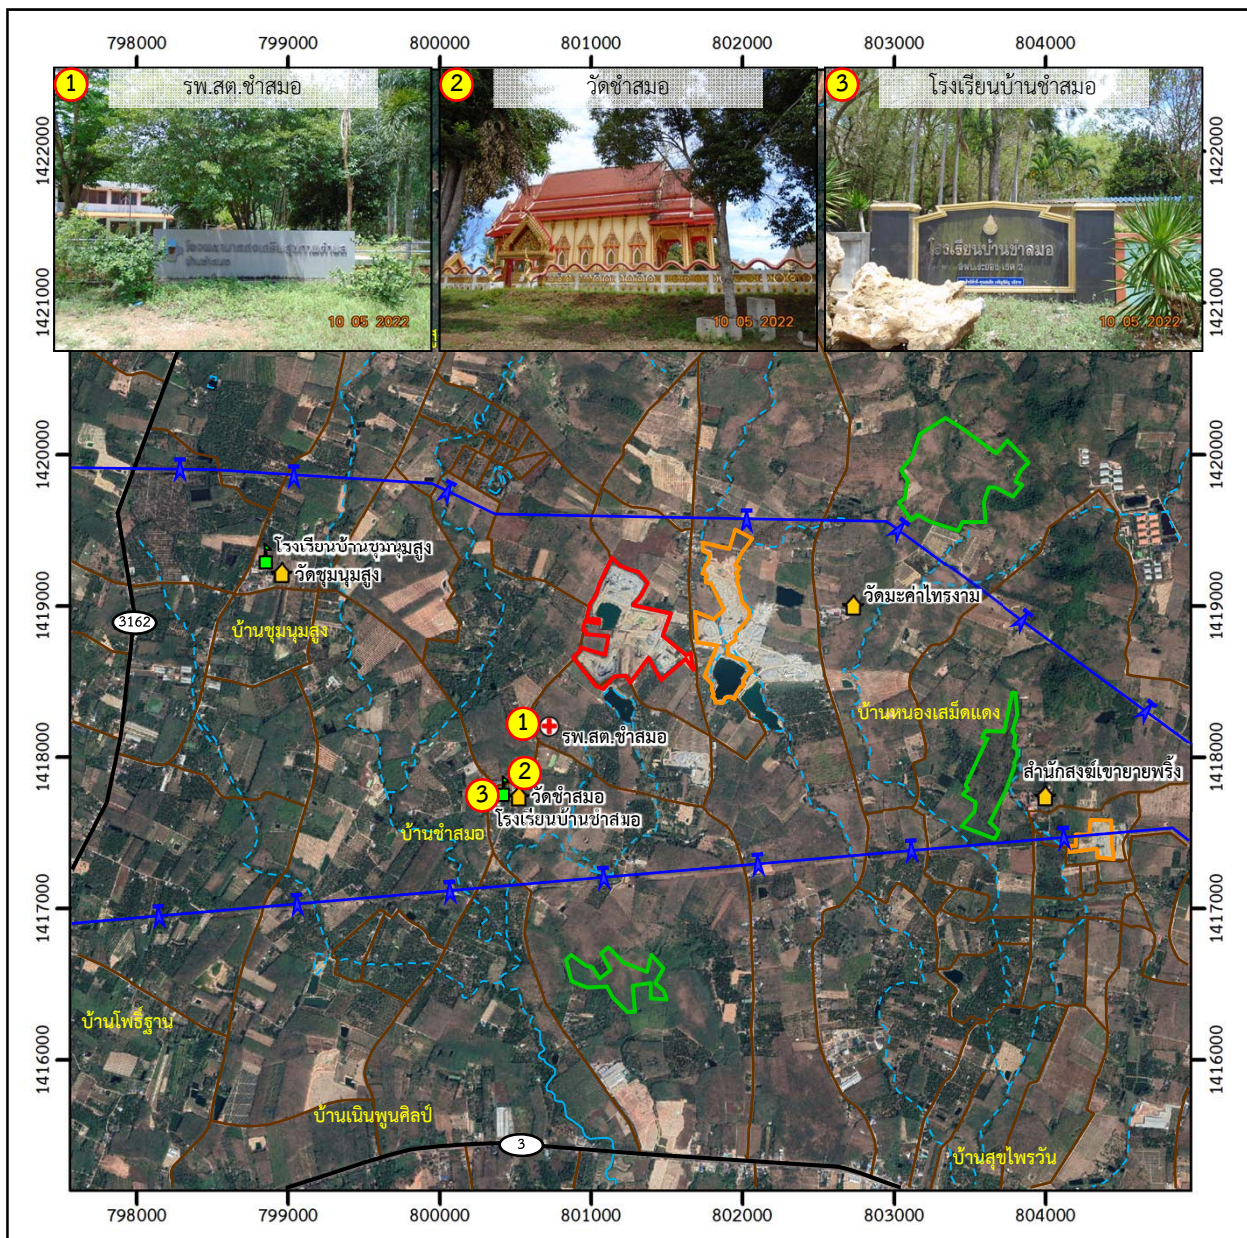 798000 799000 800000 801000 802000 803000 804000
1 รพ.สต.ชำสมอ
2 วัดชำสมอ
3 โรงเรียนบ้านชำสมอ
10 05 2022
10 05 2022
โรงเรียนบ้านชำสมอ
10 05 2022
1422000
1421000
1420000
1419000
1418000
1417000
1416000
1422000
1421000
1420000
1419000
1418000
1417000
1416000
โรงเรียนบ้านชุมนุมสูง
วัดชุมนุมสูง
วัดมะค่าไทรงาม
3162
บ้านชุมนุมสูง
บ้านหนองเสม็ดแดง
1
รพ.สต.ชำสมอ
สำนักสงฆ์เขายายพริ้ง
2
3
วัดชำสมอ
โรงเรียนบ้านชำสมอ
บ้านชำสมอ
บ้านโพธิ์ฐาน
บ้านเนินพูนศิลป์
3
บ้านสุขไพรวัน
798000 799000 800000 801000 802000 803000 804000